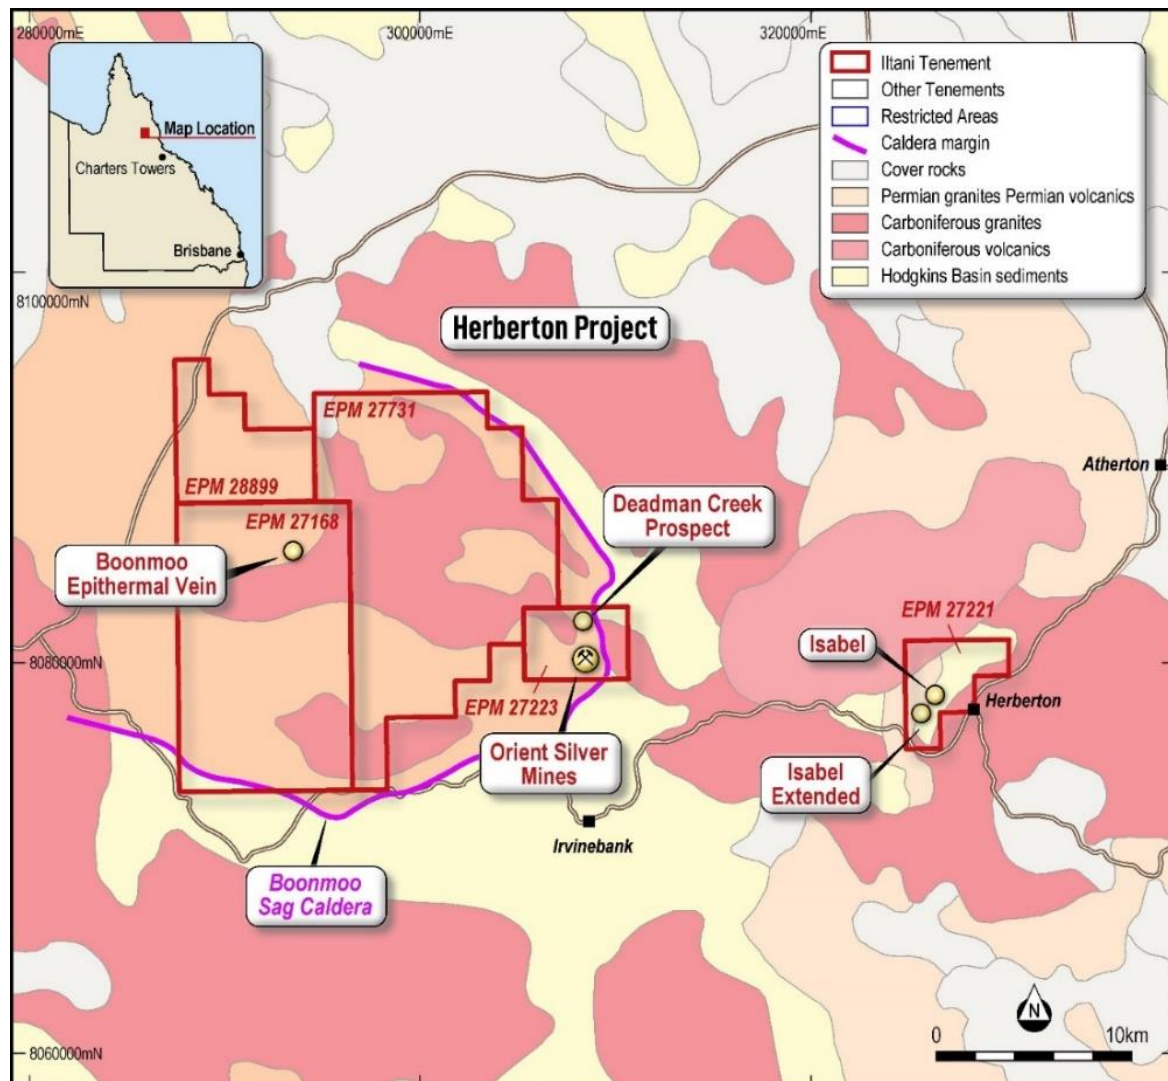 280000mE
300000mE
320000mE
Map Location
Charters Towers
Brisbane
Iltani Tenement
Other Tenements
Restricted Areas
Caldera margin
Cover rocks
Permian granites Permian volcanics
Carboniferous granites
Carboniferous volcanics
Hodgkins Basin sediments
8100000mN
Herberton Project
EPM 27731
Atherton
EPM 28899
EPM 27168
Deadman Creek
Prospect
Boonmoo
Epithermal Vein
EPM 27221
Isabel
8080000mN
EPM 27223
Herberton
Orient Silver
Mines
Isabel
Extended
Irvinebank
Boonmoo
Sag Caldera
N
0
10km
8060000mN